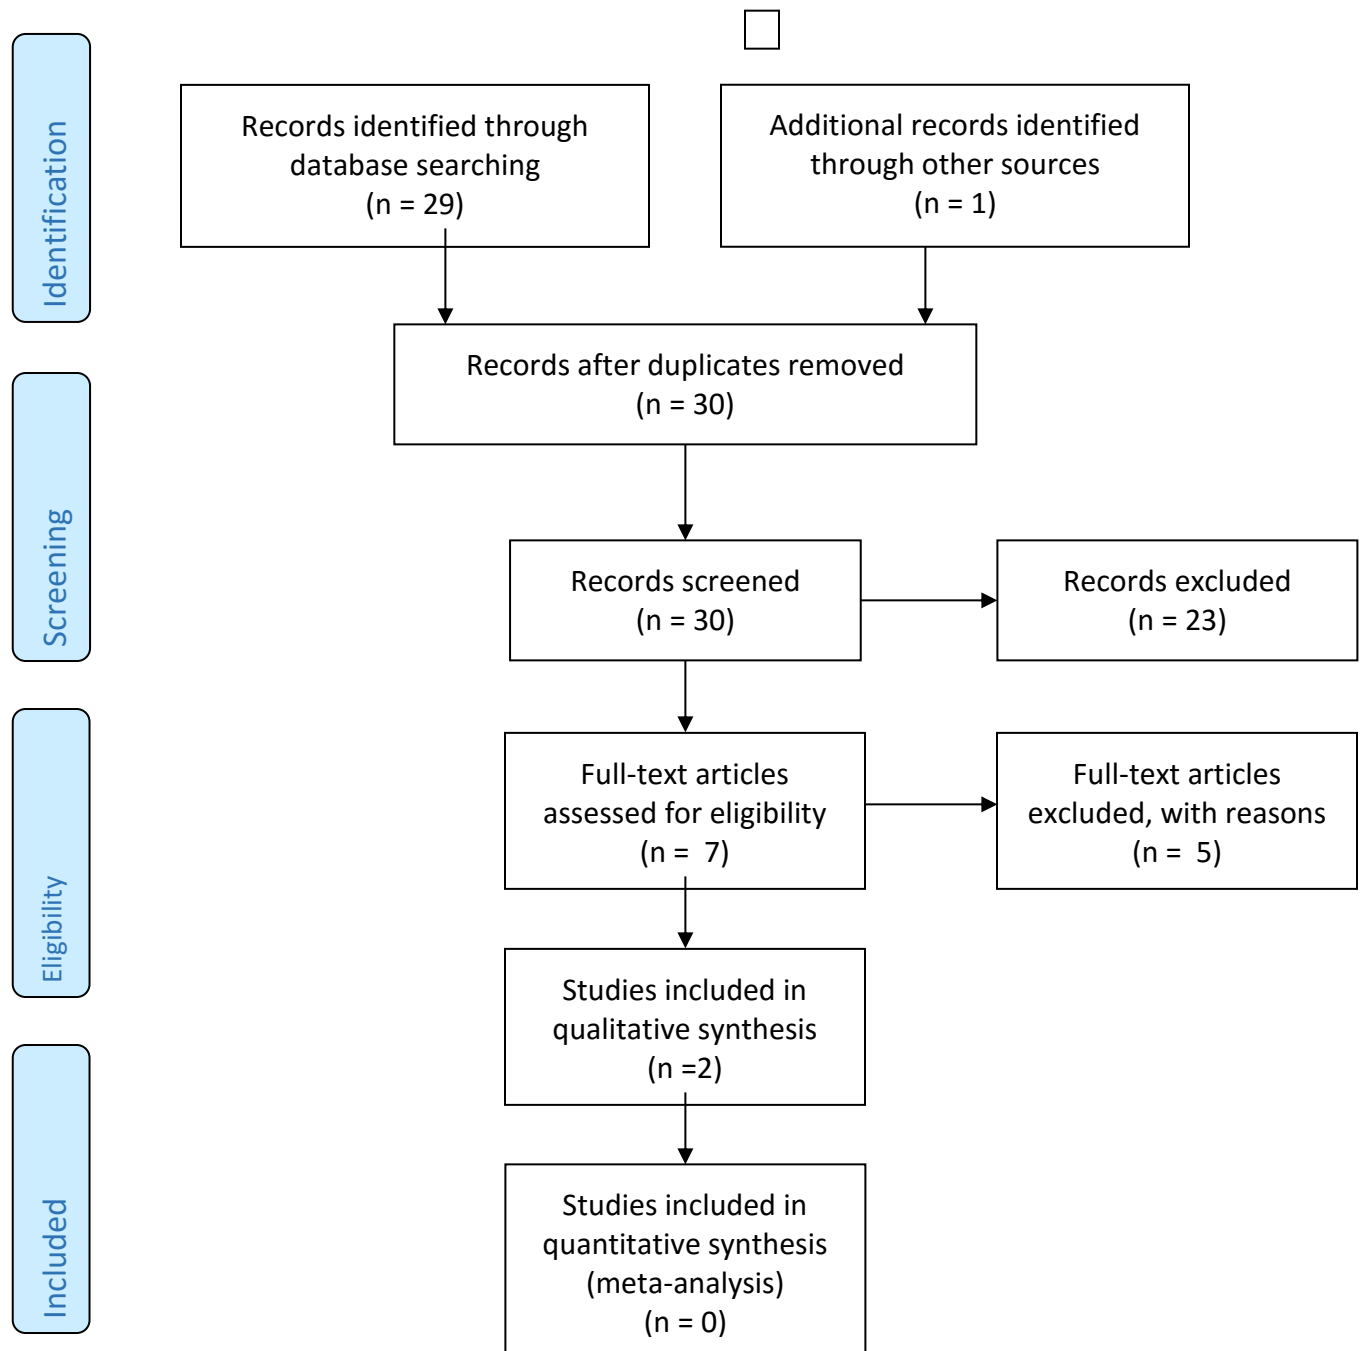 Identification
Records identified through
database searching
(n = 29)
Additional records identified
through other sources
(n = 1)
Records after duplicates removed
(n = 30)
Screening
Records screened
(n = 30)
Records excluded
(n = 23)
Eligibility
Full-text articles
assessed for eligibility
(n =  7)
Full-text articles
excluded, with reasons
(n =  5)
Studies included in
qualitative synthesis
(n =2)
Included
Studies included in
quantitative synthesis
(meta-analysis)
(n = 0)